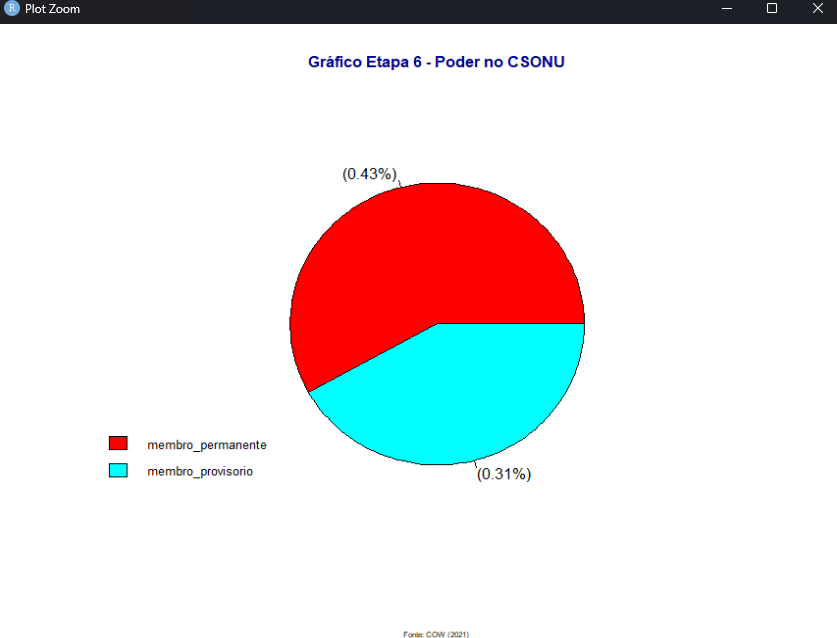 R Plot Zoom
Gráfico Etapa 6 - Poder no CSONU
(0.43%)
membro_permanente
membro_provisorio
(0.31%)
Fonte: COW (2021)